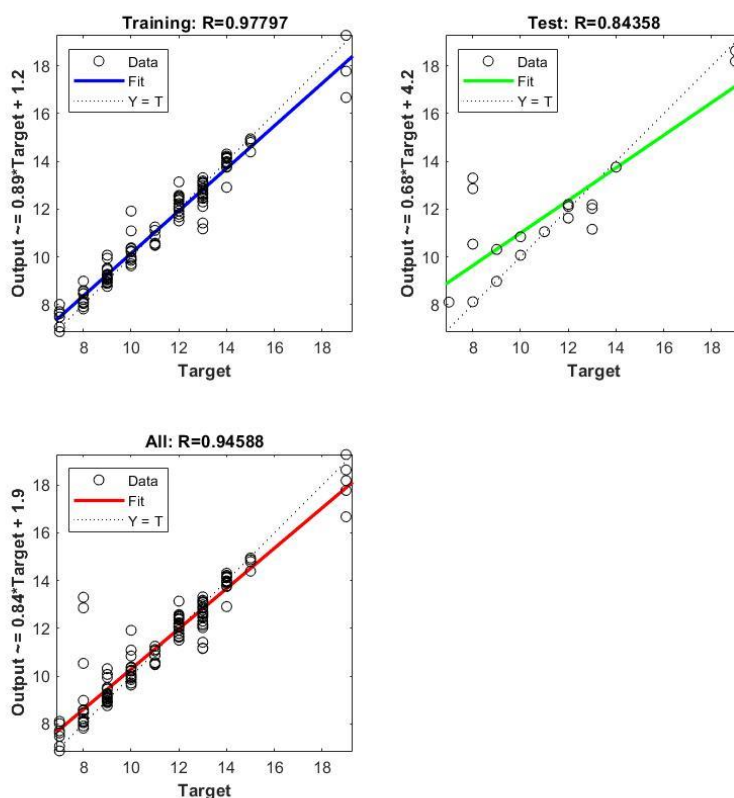 Training: R=0.97797
Output ~= 0.89*Target + 1.2
18
16
14
12
10
8
Data
Fit
Y = T
8 10 12 14 16 18
Target
Test: R=0.84358
Output ~= 0.68*Target + 4.2
18
16
14
12
10
8
Data
Fit
Y = T
8 10 12 14 16 18
Target
All: R=0.94588
Output ~= 0.84*Target + 1.9
18
16
14
12
10
8
Data
Fit
Y = T
8 10 12 14 16 18
Target